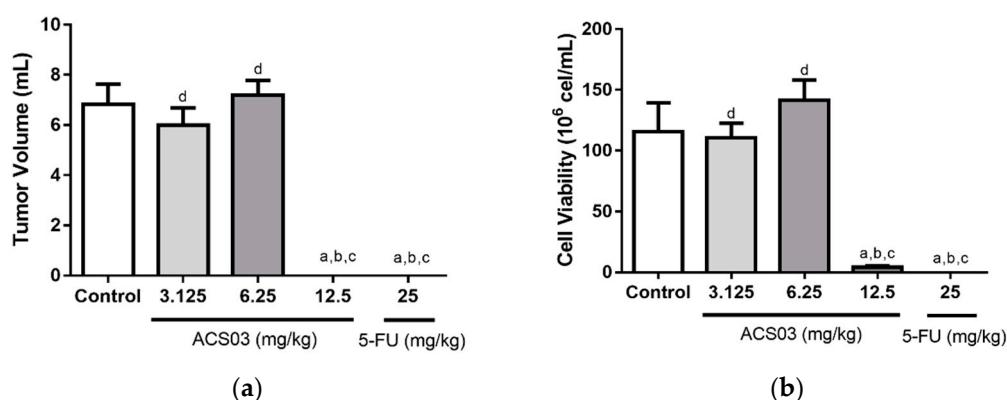 Tumor Volume (mL)
10
8
6
4
2
0
d
d
a,b,c
a,b,c
Control
3.125
6.25
12.5
25
ACS03 (mg/kg)
5-FU (mg/kg)
(a)
Cell Viability (10⁶ cel/mL)
200
150
100
50
0
d
d
a,b,c
a,b,c
Control
3.125
6.25
12.5
25
ACS03 (mg/kg)
5-FU (mg/kg)
(b)